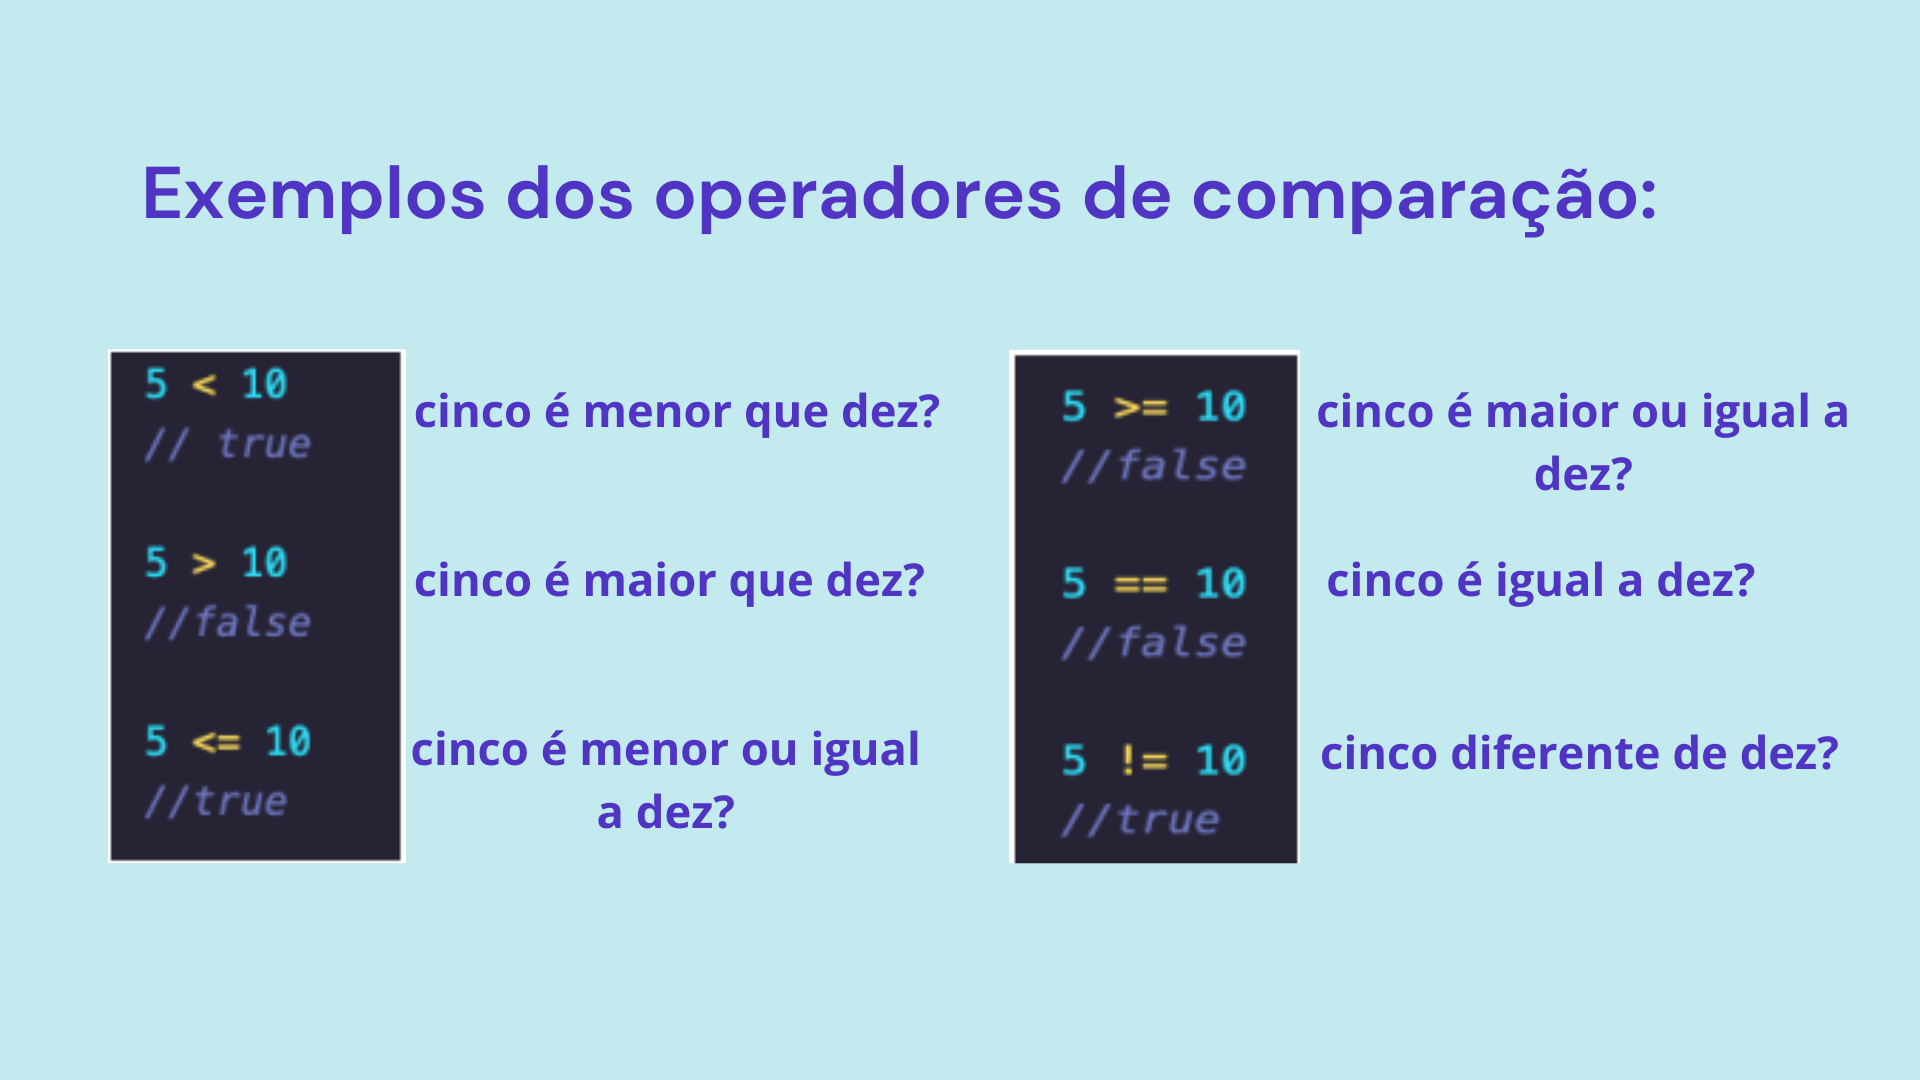 Exemplos dos operadores de comparação:
5 < 10
// true
cinco é menor que dez?
5 > 10
//false
cinco é maior que dez?
5 <= 10
//true
cinco é menor ou igual
a dez?
5 >= 10
//false
cinco é maior ou igual a
dez?
5 == 10
//false
cinco é igual a dez?
5 != 10
//true
cinco diferente de dez?